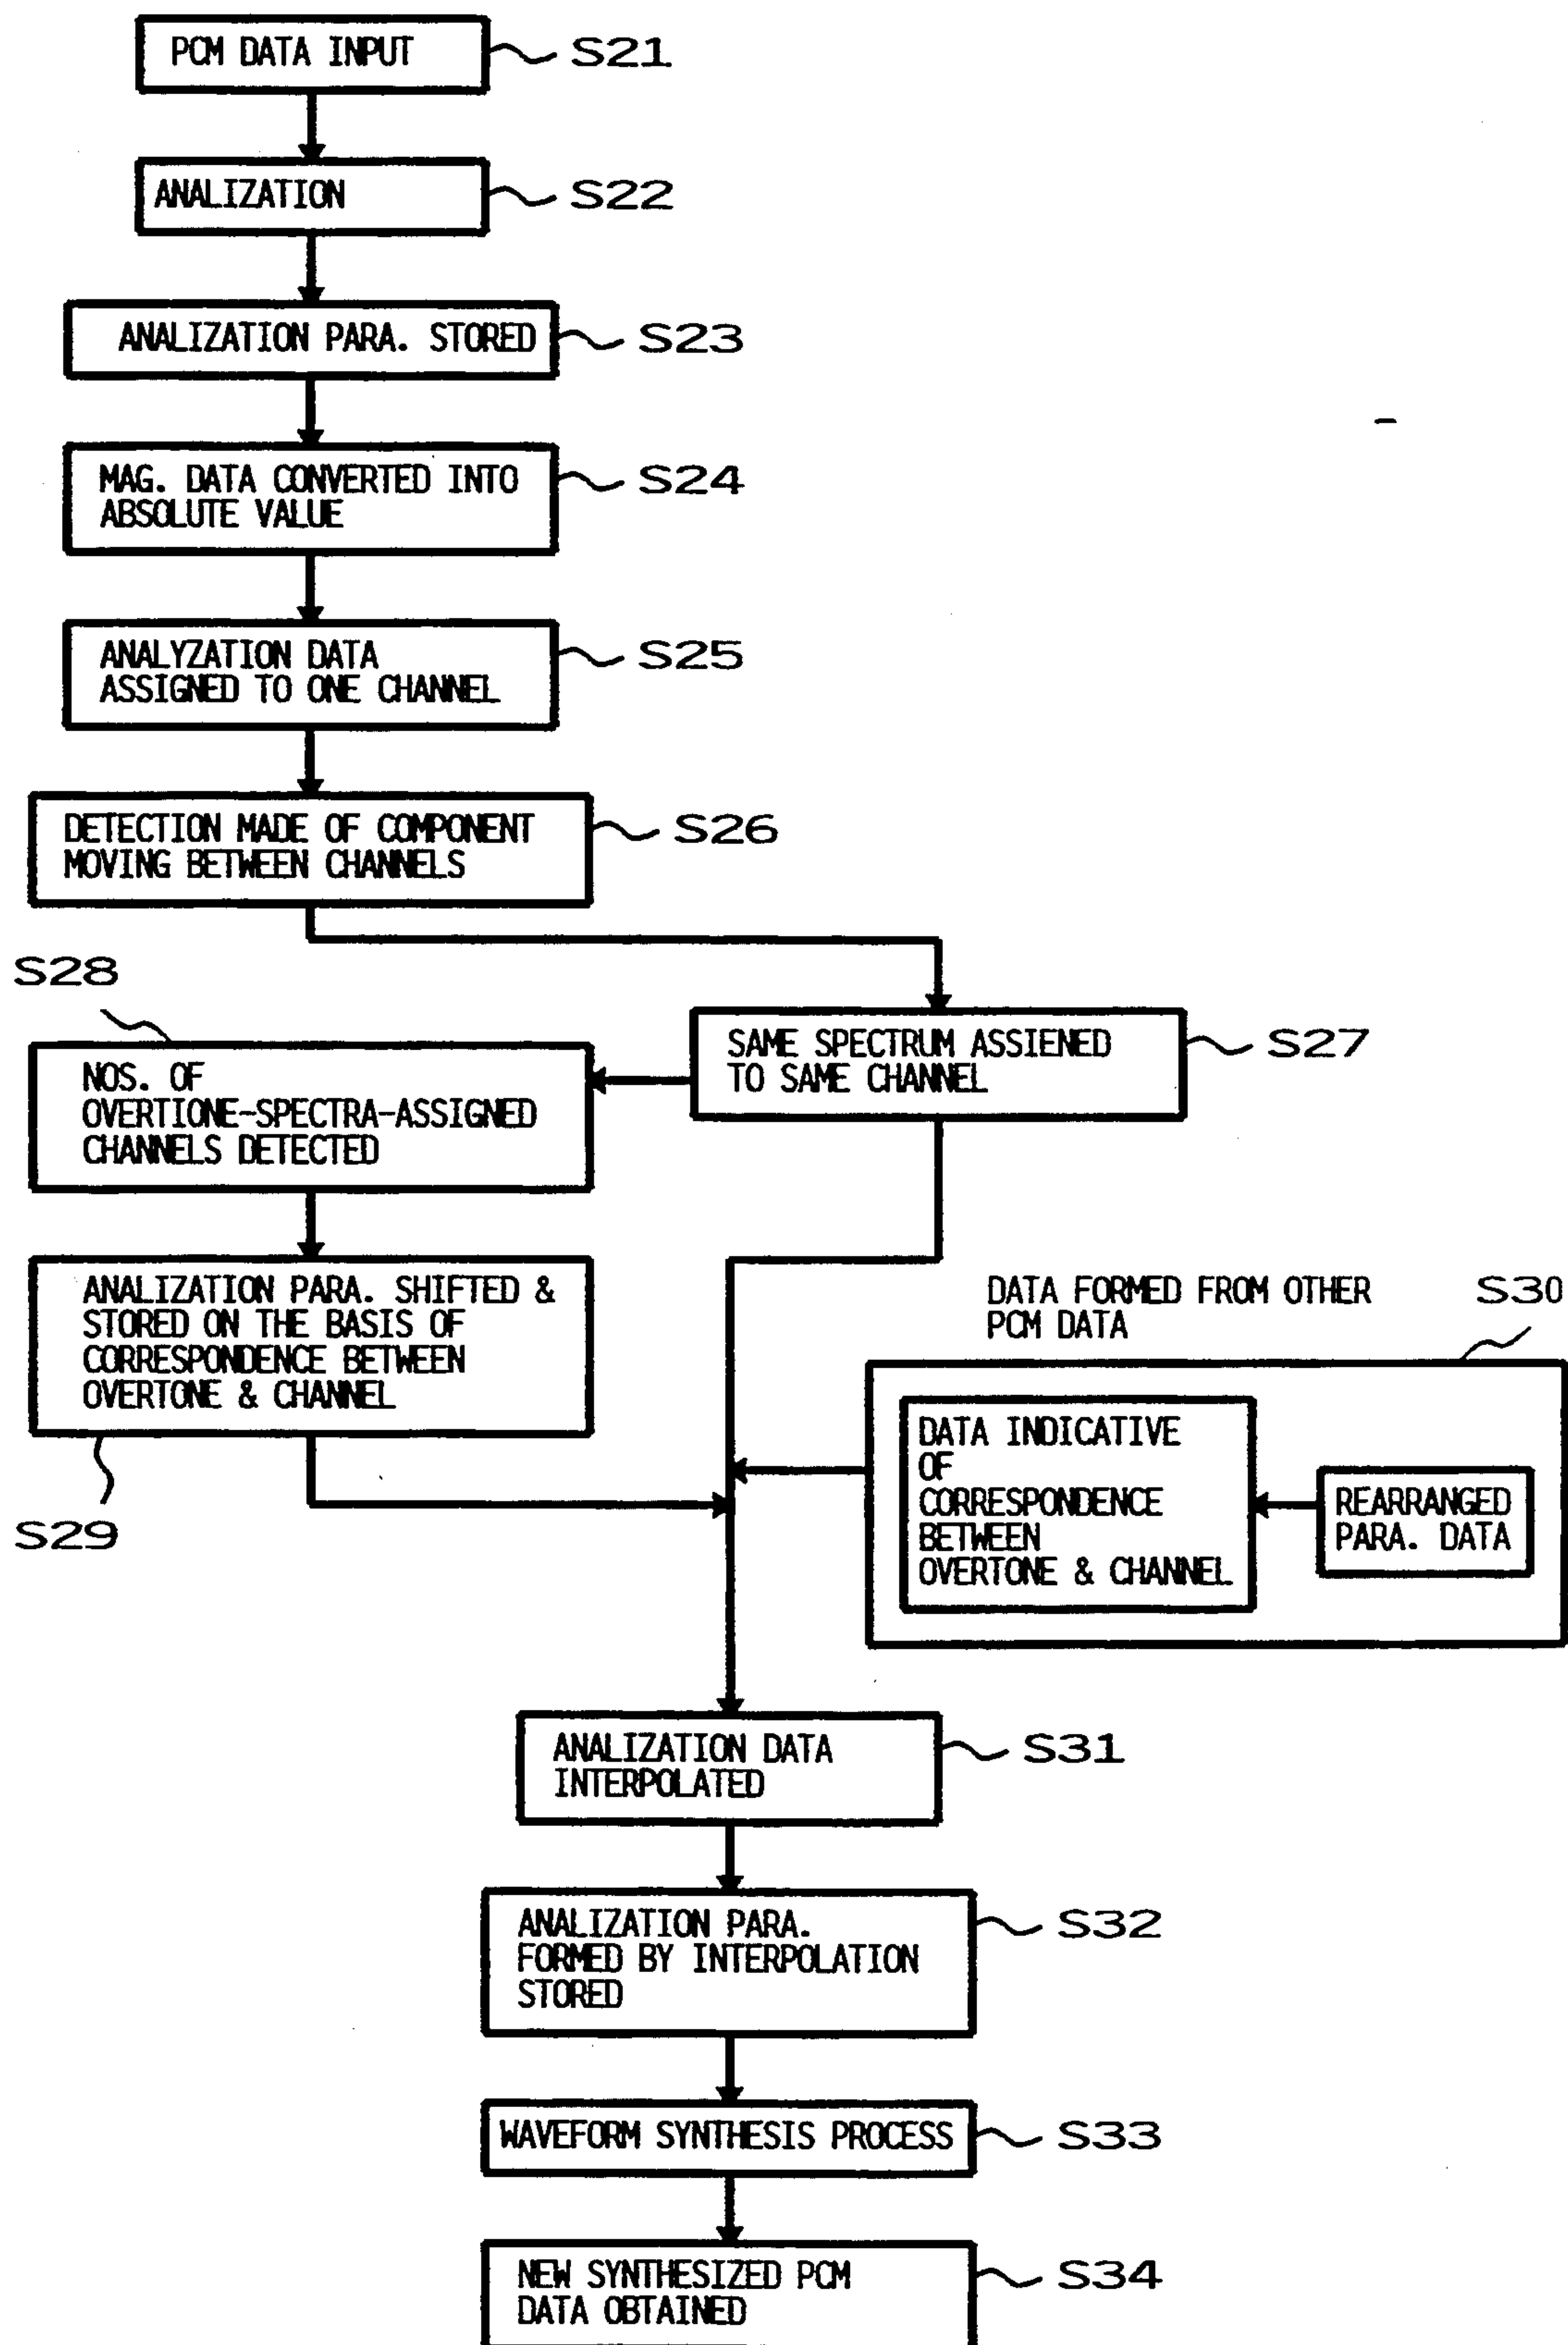 PCM DATA INPUT
S21
ANALIZATION
S22
ANALIZATION PARA. STORED
S23
MAG. DATA CONVERTED INTO
ABSOLUTE VALUE
S24
ANALYZATION DATA
ASSIGNED TO ONE CHANNEL
S25
DETECTION MADE OF COMPONENT
MOVING BETWEEN CHANNELS
S26
SAME SPECTRUM ASSIENED
TO SAME CHANNEL
S27
S28
NOS. OF
OVERTIONE-SPECTRA-ASSIGNED
CHANNELS DETECTED
ANALIZATION PARA. SHIFTED &
STORED ON THE BASIS OF
CORRESPONDENCE BETWEEN
OVERTONE & CHANNEL
S29
DATA FORMED FROM OTHER
PCM DATA
S30
DATA INDICATIVE
OF
CORRESPONDENCE
BETWEEN
OVERTONE & CHANNEL
REARRANGED
PARA. DATA
ANALIZATION DATA
INTERPOLATED
S31
ANALIZATION PARA.
FORMED BY INTERPOLATION
STORED
S32
WAVEFORM SYNTHESIS PROCESS
S33
NEW SYNTHESIZED PCM
DATA OBTAINED
S34